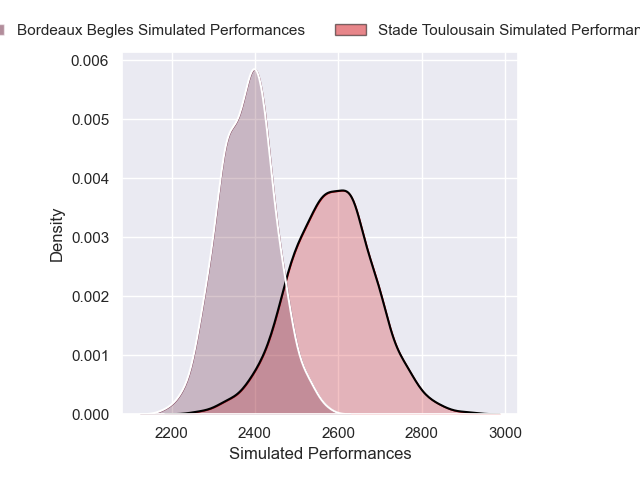 Bordeaux Begles Simulated Performances Stade Toulousain Simulated
0.006
0.005
0.004
0.003
0.002
0.001
0.000
Density
2200 2400 2600 2800 3000
Simulated Performances